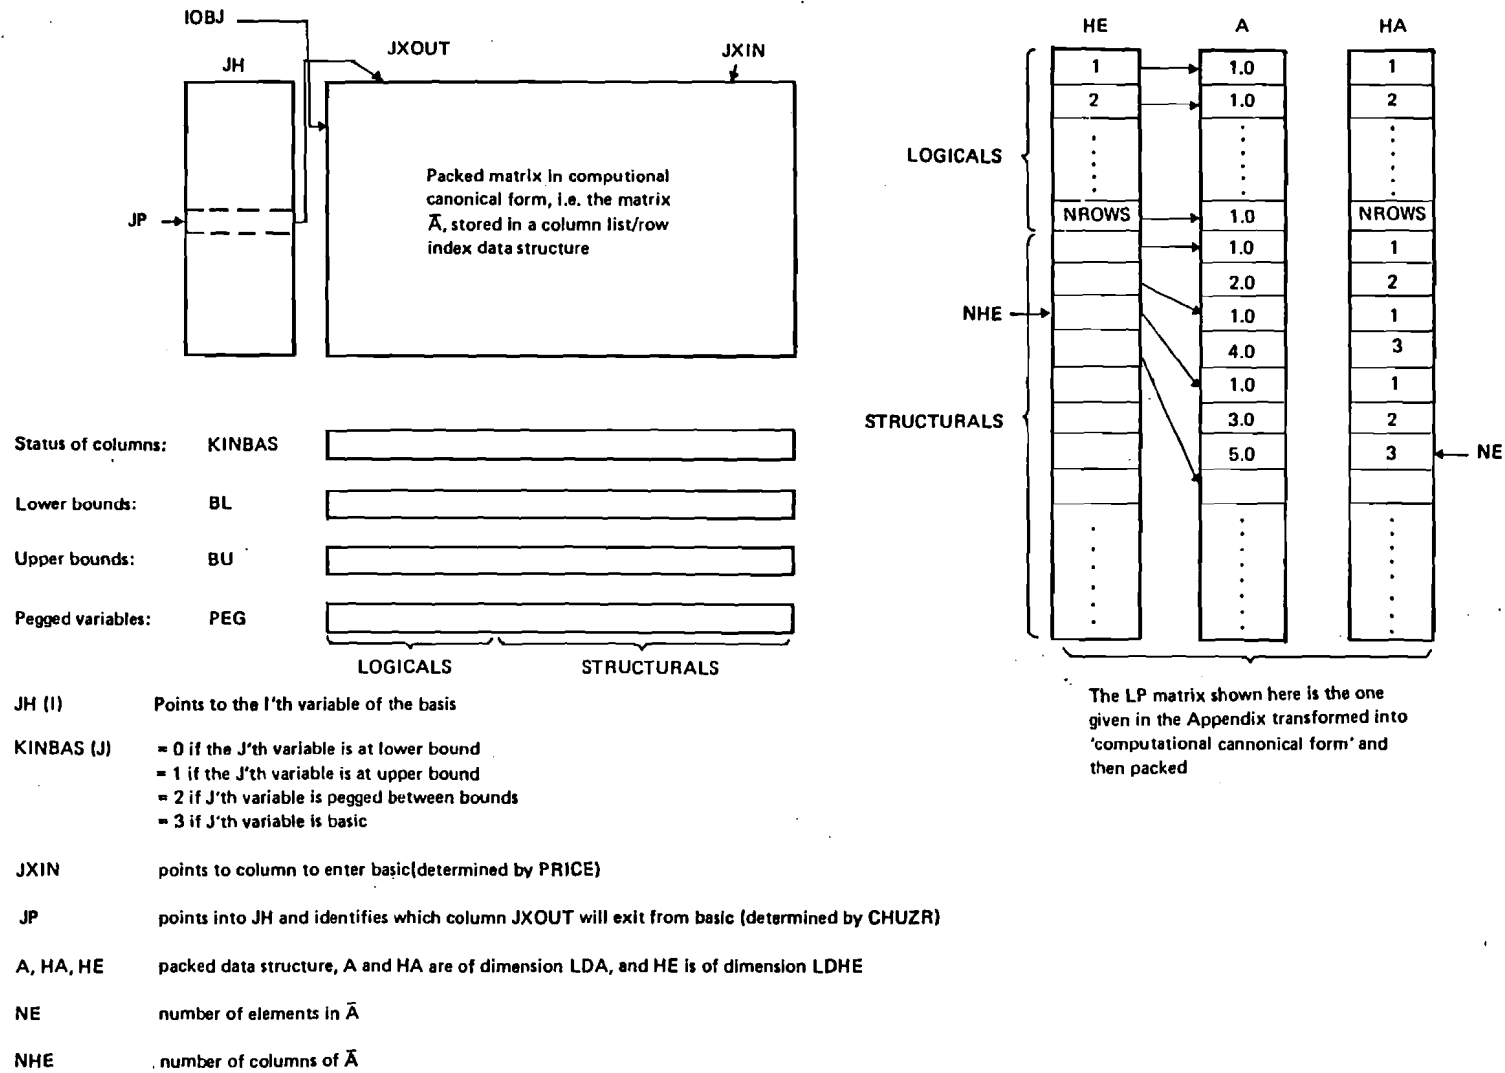 IOBJ
JXOUT
JXIN
JH
JP
Packed matrix in computional
canonical form, i.e. the matrix
A̅, stored in a column list/row
index data structure
Status of columns: KINBAS
Lower bounds: BL
Upper bounds: BU
Pegged variables: PEG
LOGICALS STRUCTURALS
HE A HA
1 1.0 1
2 1.0 2
LOGICALS
NROWS 1.0 NROWS
1.0 1
2.0 2
NHE 1.0 1
4.0 3
1.0 1
STRUCTURALS 3.0 2
5.0 3 NE
The LP matrix shown here is the one
given in the Appendix transformed into
'computational cannonical form' and
then packed
JH (I) Points to the I'th variable of the basis
KINBAS (J) = 0 if the J'th variable is at lower bound
= 1 if the J'th variable is at upper bound
= 2 if J'th variable is pegged between bounds
= 3 if J'th variable is basic
JXIN points to column to enter basic(determined by PRICE)
JP points into JH and identifies which column JXOUT will exit from basic (determined by CHUZR)
A, HA, HE packed data structure, A and HA are of dimension LDA, and HE is of dimension LDHE
NE number of elements in A̅
NHE number of columns of A̅